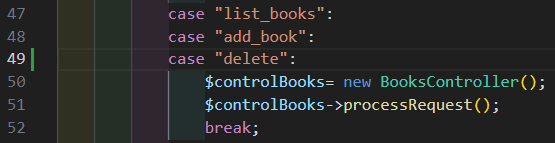 47 case "list_books":
48 case "add_book":
49 case "delete":
50 $controlBooks= new BooksController();
51 $controlBooks->processRequest();
52 break;